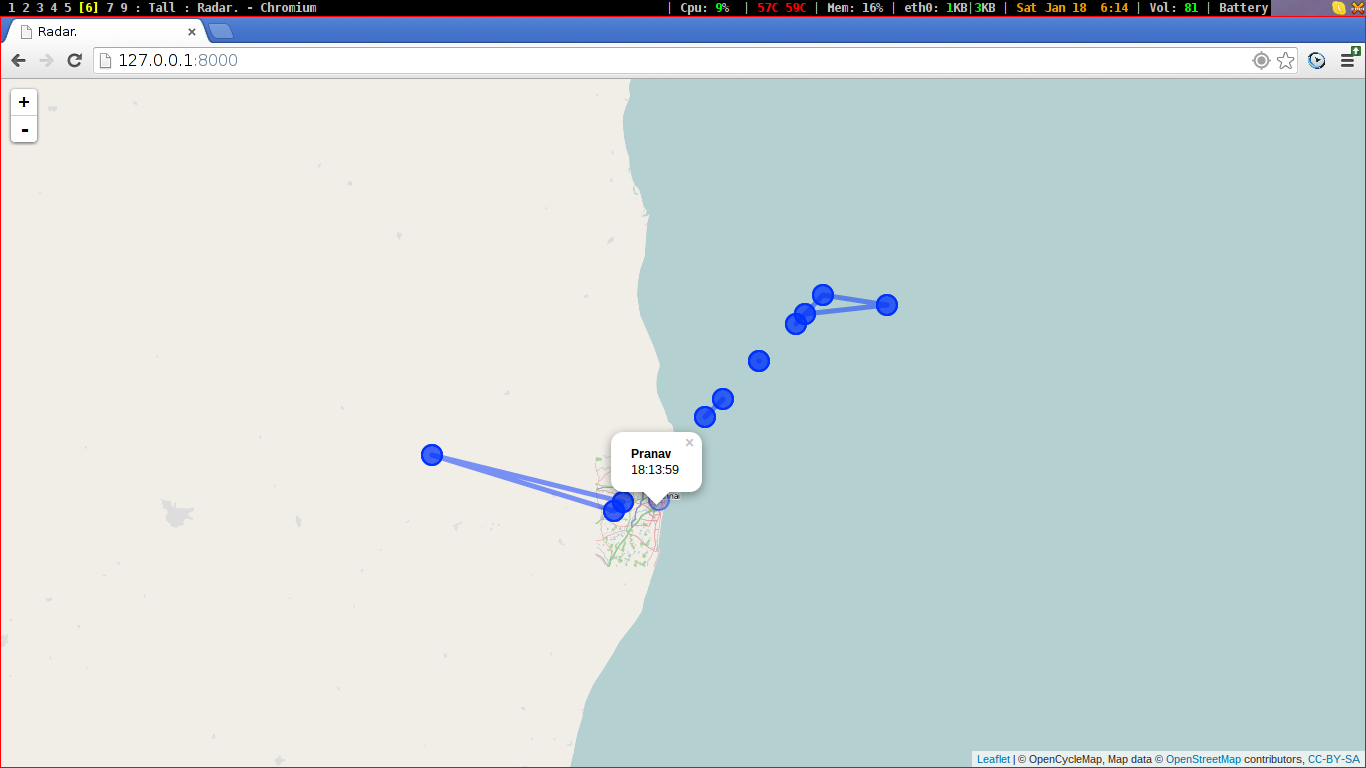 1 2 3 4 5 [6] 7 9 : Tall : Radar. - Chromium | Cpu: 9% | 57C 59C | Mem: 16% | eth0: 1KB|3KB | Sat Jan 18 6:14 | Vol: 81 | Battery
Radar. ×
127.0.0.1:8000
+
-
×
Pranav
18:13:59
Leaflet | © OpenCycleMap, Map data © OpenStreetMap contributors, CC-BY-SA